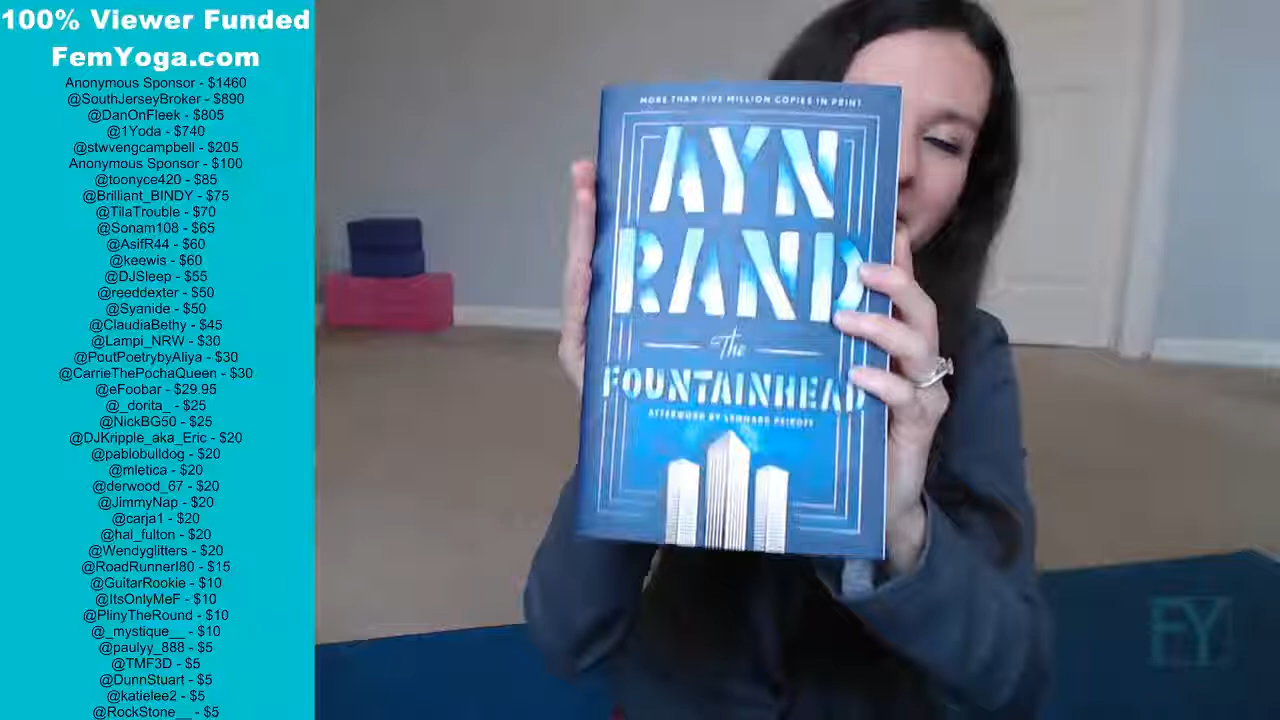 100% Viewer Funded
FemYoga.com
Anonymous Sponsor - $1460
@SouthJerseyBroker - $890
@DanOnFleek - $805
@1Yoda - $740
@stwvengcampbell - $205
Anonymous Sponsor - $100
@toonyce420 - $85
@Brilliant_BINDY - $75
@TilaTrouble - $70
@Sonam108 - $65
@AsifR44 - $60
@keewis - $60
@DJSleep - $55
@reeddexter - $50
@Syanide - $50
@ClaudiaBethy - $45
@Lampi_NRW - $30
@PoutPoetrybyAliya - $30
@CarrieThePochaQueen - $30
@eFoobar - $29.95
@_dorita_ - $25
@NickBG50 - $25
@DJKripple_aka_Eric - $20
@pablobulldog - $20
@mletica - $20
@derwood_67 - $20
@JimmyNap - $20
@carja1 - $20
@hal_fulton - $20
@Wendyglitters - $20
@RoadRunnerI80 - $15
@GuitarRookie - $10
@ItsOnlyMeF - $10
@PlinyTheRound - $10
@_mystique__ - $10
@paulyy_888 - $5
@TMF3D - $5
@DunnStuart - $5
@katielee2 - $5
@RockStone__ - $5
MORE THAN FIVE MILLION COPIES IN PRINT
AYN
RAND
The
FOUNTAINHEAD
AFTERWORD BY LEONARD PEIKOFF
FY